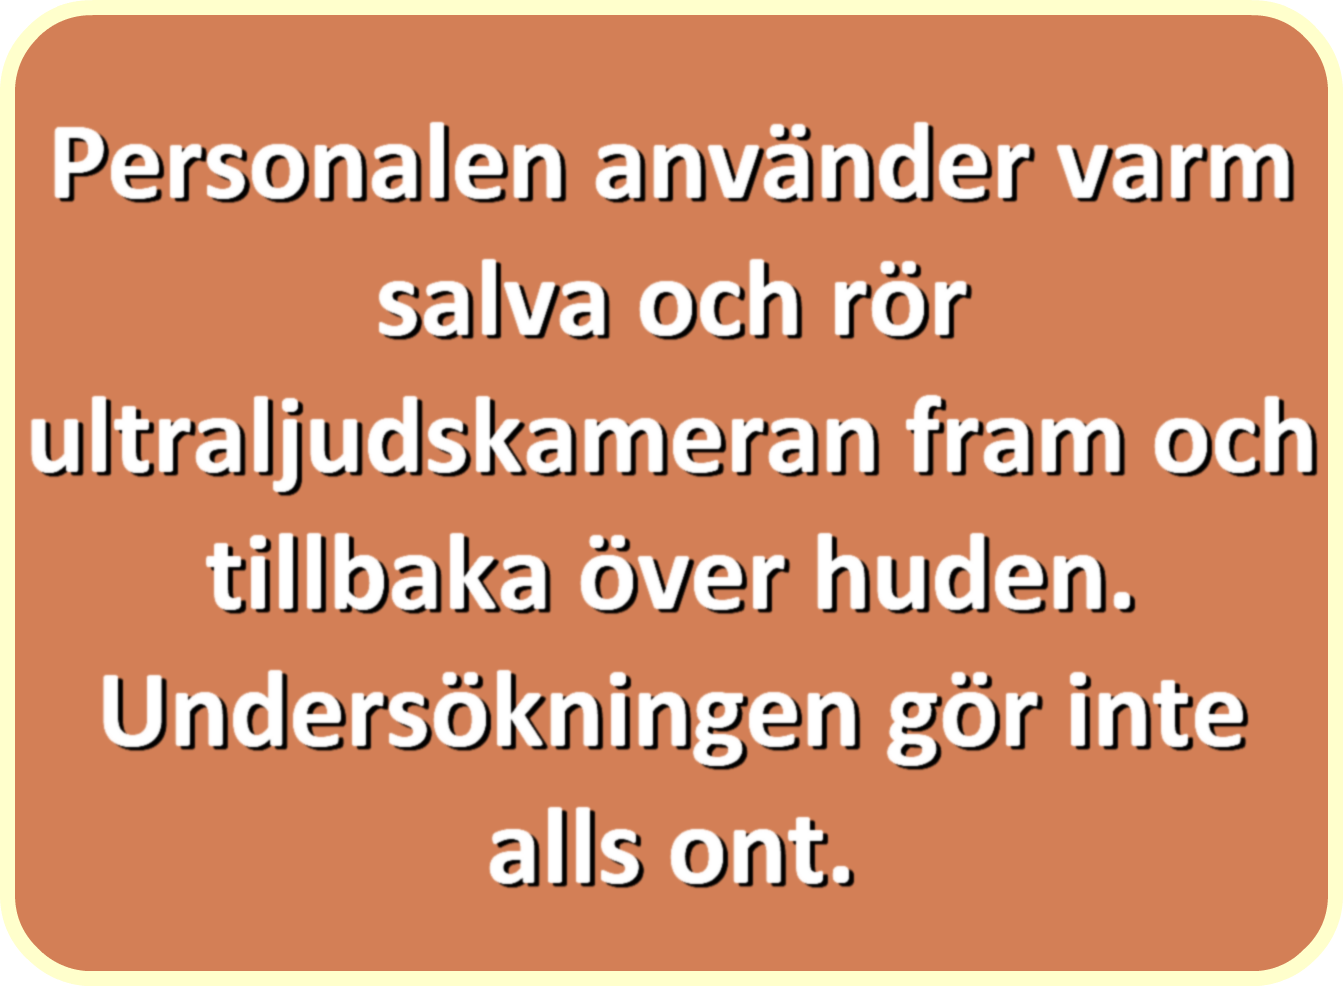 Personalen använder varm
salva och rör
ultraljudskameran fram och
tillbaka över huden.
Undersökningen gör inte
alls ont.